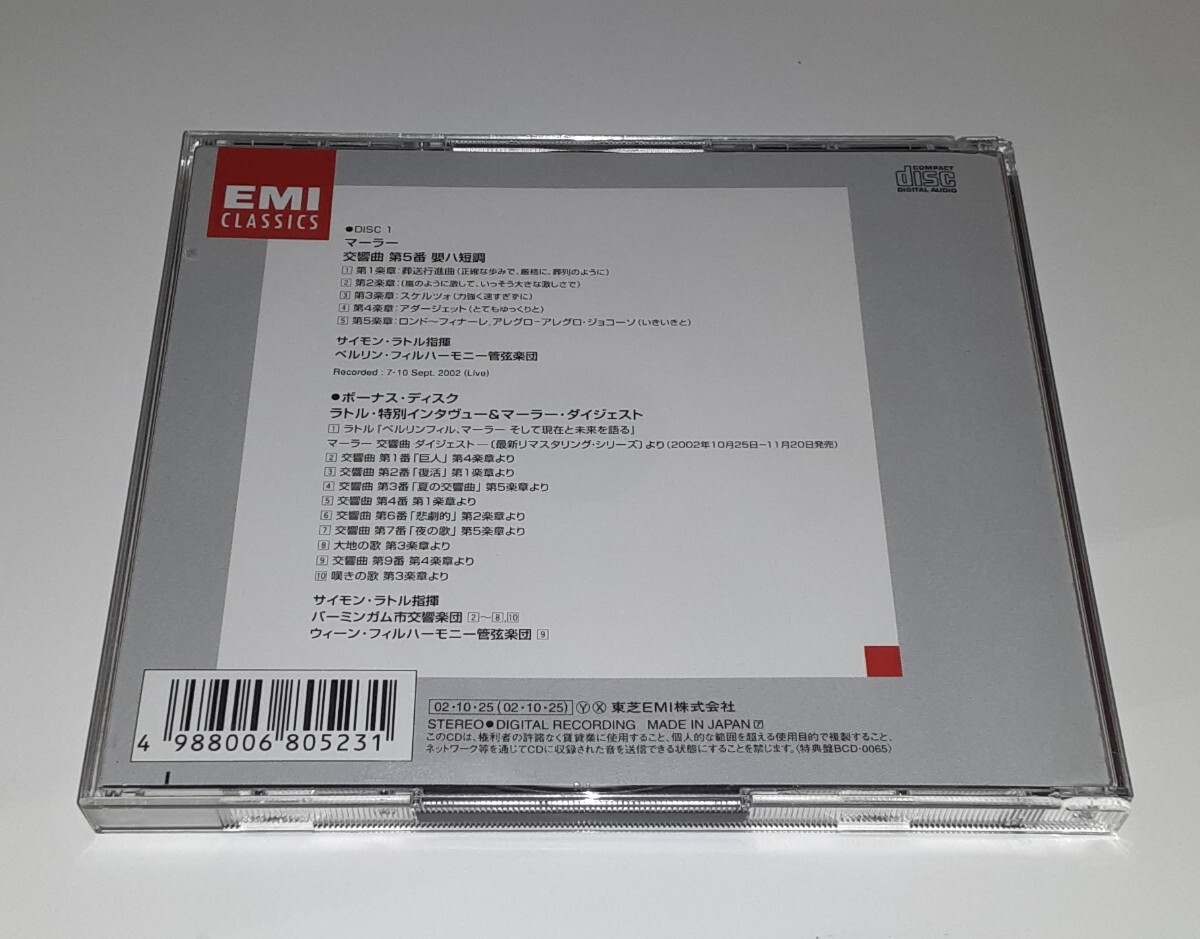 EMI
CLASSICS
COMPACT
disc
DIGITAL AUDIO
●DISC 1
マーラー
交響曲 第5番 嬰ハ短調
1 第1楽章:葬送行進曲(正確な歩みで、厳格に、葬列のように)
2 第2楽章:(嵐のように激して、いっそう大きな激しさで)
3 第3楽章:スケルツォ(力強く速すぎずに)
4 第4楽章:アダージェット(とてもゆっくりと)
5 第5楽章:ロンド〜フィナーレ、アレグロ-アレグロ・ジョコーソ(いきいきと)
サイモン・ラトル指揮
ベルリン・フィルハーモニー管弦楽団
Recorded : 7-10 Sept. 2002 (Live)
●ボーナス・ディスク
ラトル・特別インタヴュー&マーラー・ダイジェスト
1 ラトル「ベルリンフィル、マーラー そして現在と未来を語る」
マーラー 交響曲 ダイジェスト―〔最新リマスタリング・シリーズ〕より(2002年10月25日-11月20日発売)
2 交響曲 第1番「巨人」第4楽章より
3 交響曲 第2番「復活」第1楽章より
4 交響曲 第3番「夏の交響曲」第5楽章より
5 交響曲 第4番 第1楽章より
6 交響曲 第6番「悲劇的」第2楽章より
7 交響曲 第7番「夜の歌」第5楽章より
8 大地の歌 第3楽章より
9 交響曲 第9番 第4楽章より
10 嘆きの歌 第3楽章より
サイモン・ラトル指揮
バーミンガム市交響楽団 2〜8,10
ウィーン・フィルハーモニー管弦楽団 9
02・10・25(02・10・25) Ⓨ Ⓧ 東芝EMI株式会社
STEREO●DIGITAL RECORDING MADE IN JAPAN
このCDは、権利者の許諾なく賃貸業に使用すること、個人的な範囲を超える使用目的で複製すること、
ネットワーク等を通じてCDに収録された音を送信できる状態にすることを禁じます。(特典盤BCD-0065)
4 988006 805231